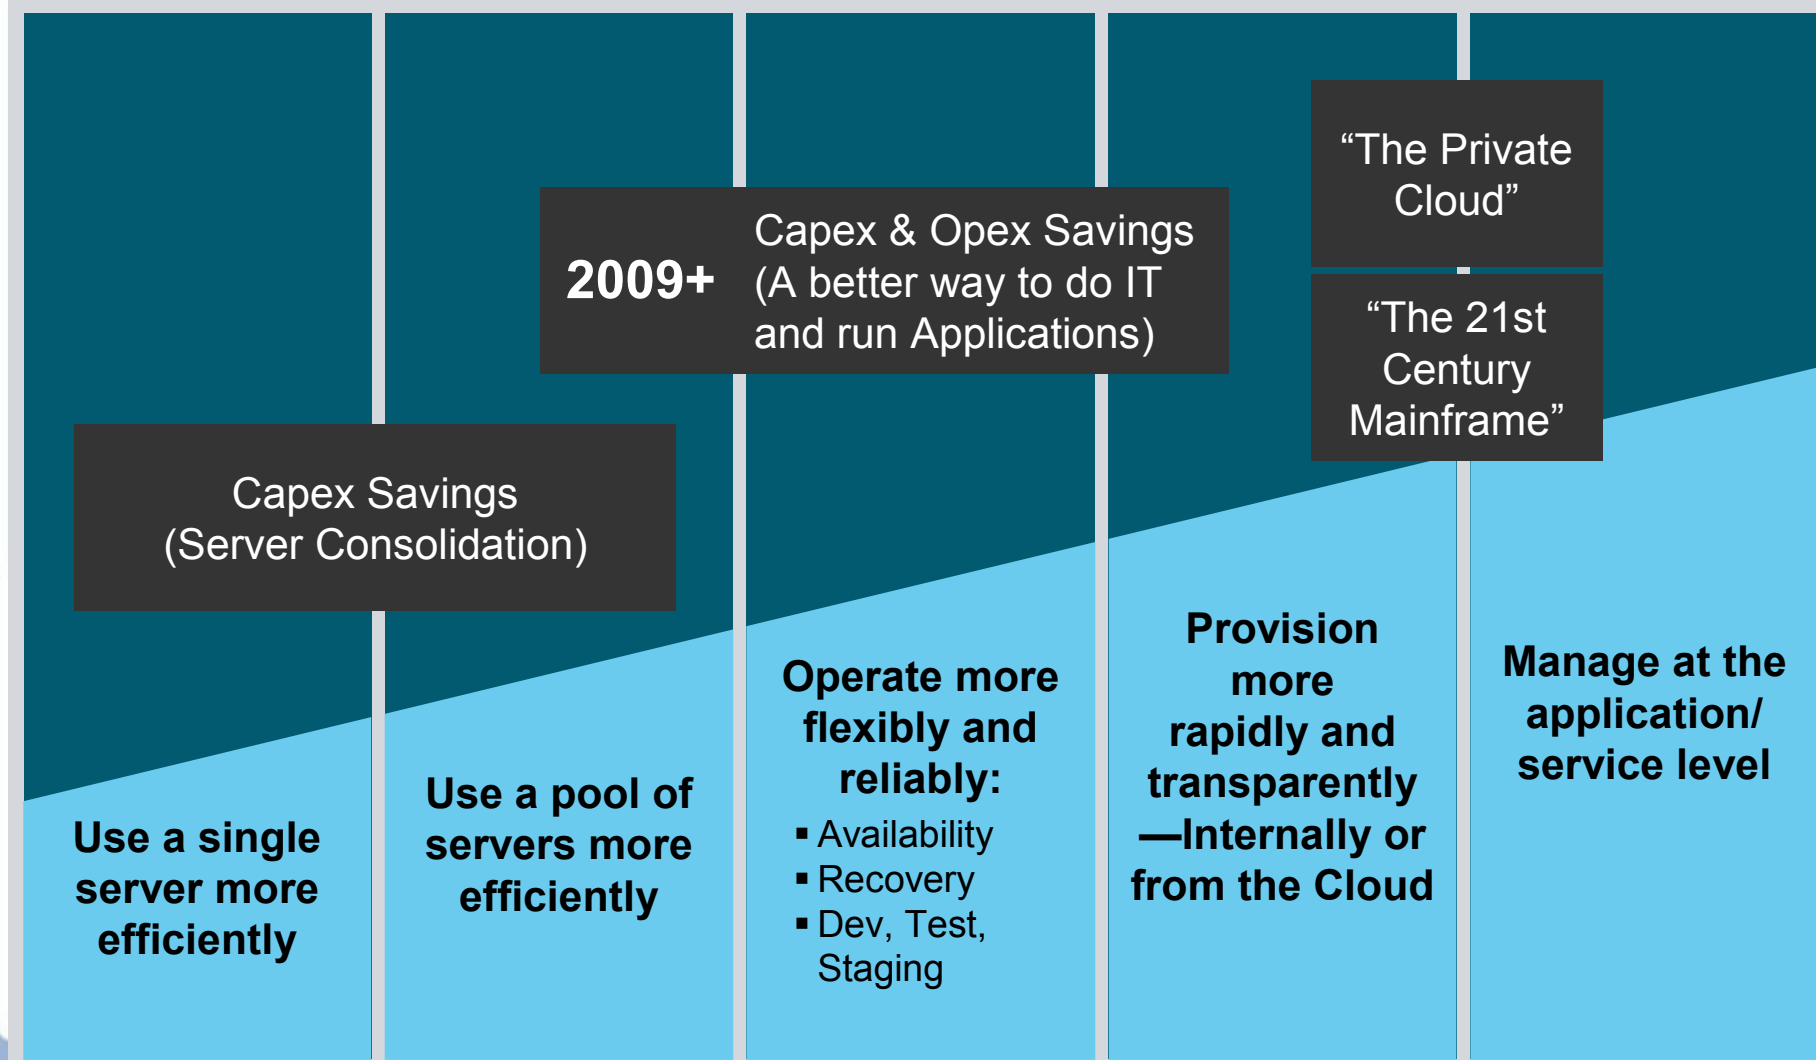 “The Private
Cloud”
2009+
Capex & Opex Savings
(A better way to do IT
and run Applications)
“The 21st
Century
Mainframe”
Capex Savings
(Server Consolidation)
Use a single
server more
efficiently
Use a pool of
servers more
efficiently
Operate more
flexibly and
reliably:
▪ Availability
▪ Recovery
▪ Dev, Test,
Staging
Provision
more
rapidly and
transparently
—Internally or
from the Cloud
Manage at the
application/
service level